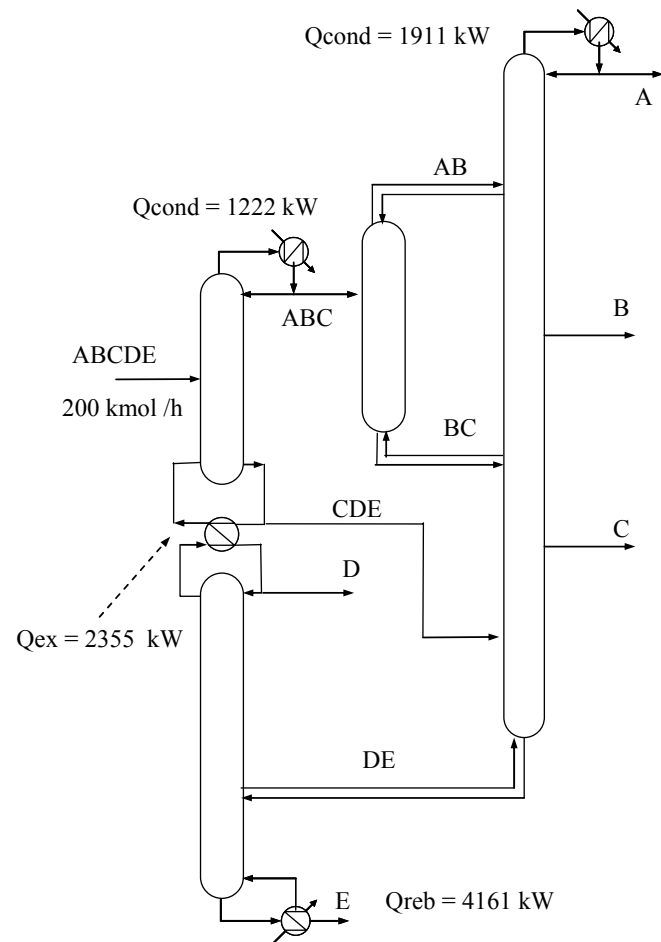 Qcond = 1911 kW
A
AB
Qcond = 1222 kW
ABC
B
ABCDE
200 kmol /h
BC
CDE
C
D
Qex = 2355 kW
DE
E
Qreb = 4161 kW